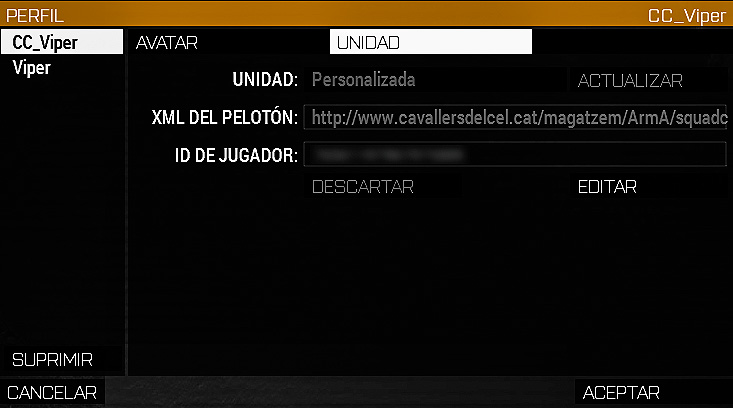 PERFIL CC_Viper
CC_Viper AVATAR UNIDAD
Viper
UNIDAD: Personalizada ACTUALIZAR
XML DEL PELOTÓN: http://www.cavallersdelcel.cat/magatzem/ArmA/squadc
ID DE JUGADOR:
DESCARTAR EDITAR
SUPRIMIR
CANCELAR ACEPTAR